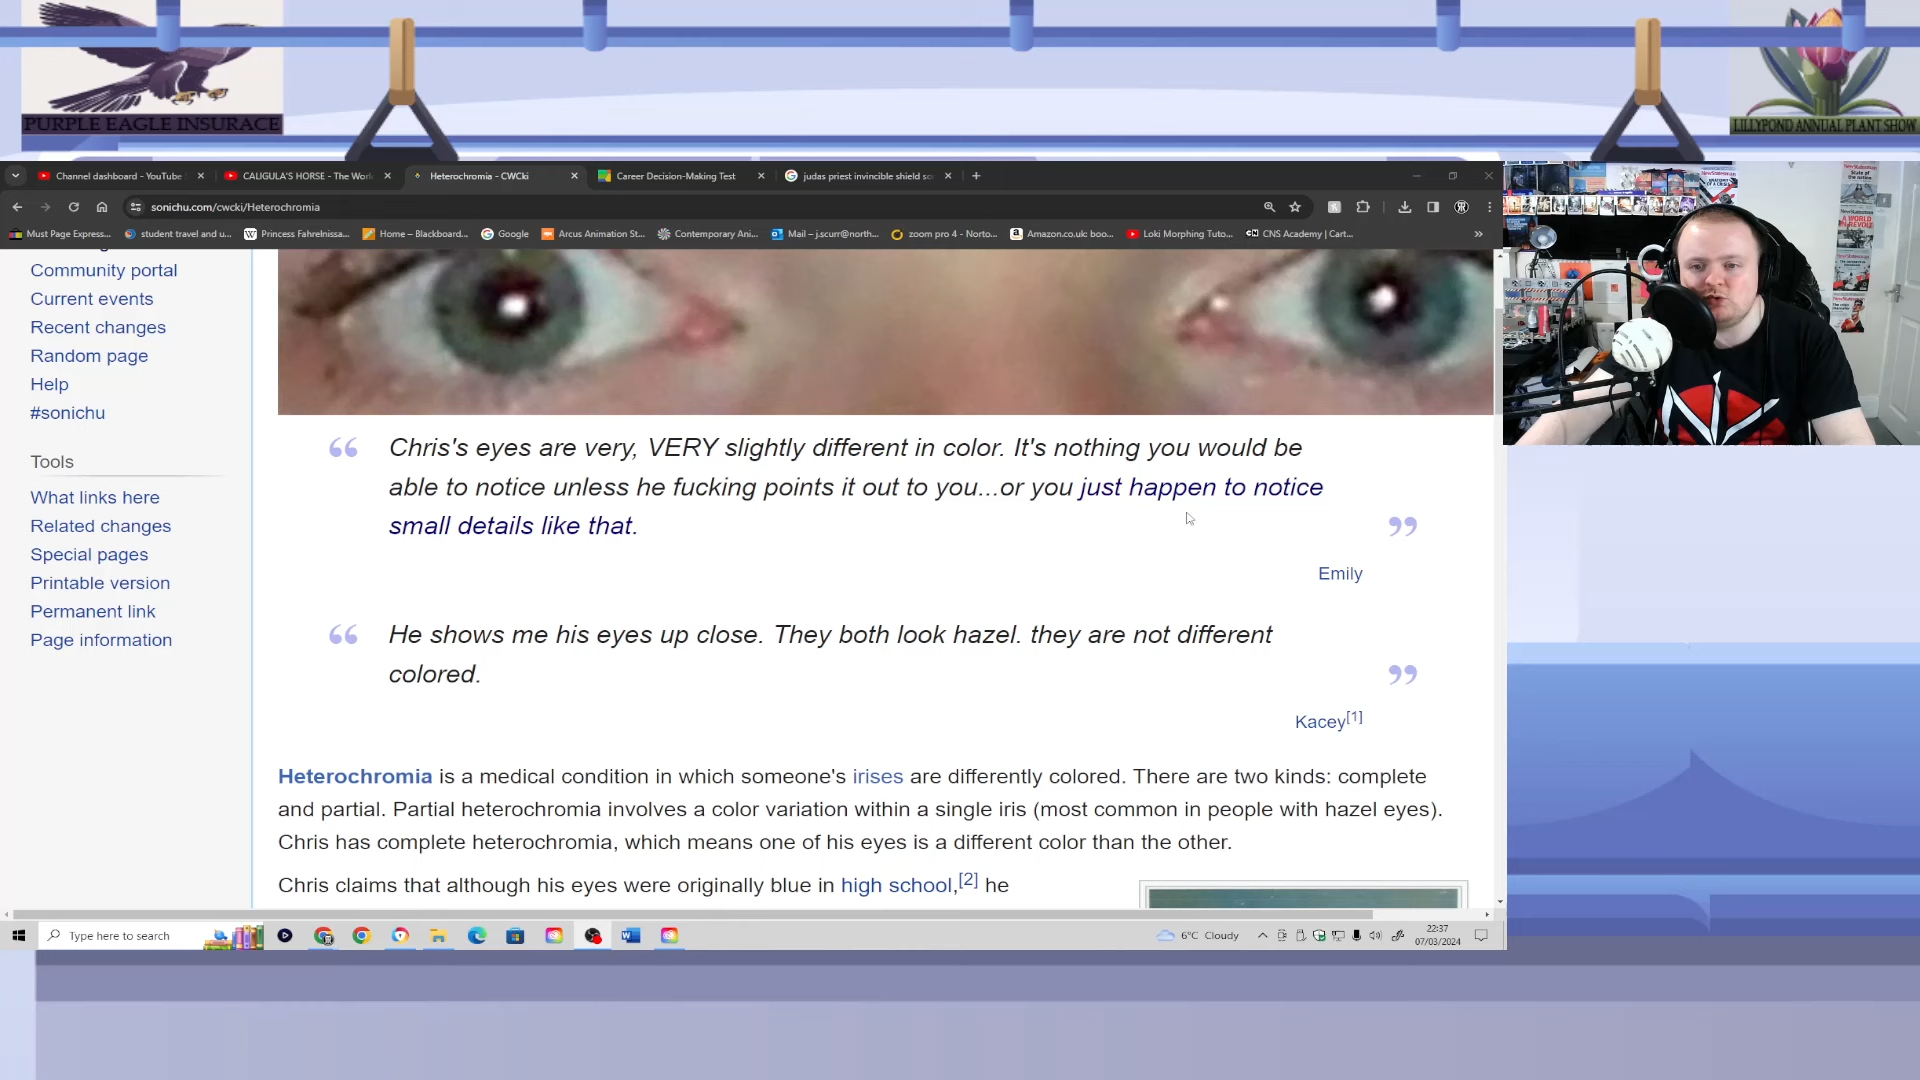 PURPLE EAGLE INSURACE
LILLYPOND ANNUAL PLANT SHOW
Channel dashboard - YouTube
CALIGULA'S HORSE - The Worl
Heterochromia - CWCki
Career Decision-Making Test
judas priest invincible shield sc
sonichu.com/cwcki/Heterochromia
Must Page Express...
student travel and u...
Princess Fahrelnissa...
Home – Blackboard...
Google
Arcus Animation St...
Contemporary Ani...
Mail – j.scurr@north...
zoom pro 4 - Norto...
Amazon.co.uk: boo...
Loki Morphing Tuto...
CNS Academy | Cart...
Community portal
Current events
Recent changes
Random page
Help
#sonichu
Tools
What links here
Related changes
Special pages
Printable version
Permanent link
Page information
“ Chris's eyes are very, VERY slightly different in color. It's nothing you would be
able to notice unless he fucking points it out to you...or you just happen to notice
small details like that. ”
Emily
“ He shows me his eyes up close. They both look hazel. they are not different
colored. ”
Kacey[1]
Heterochromia is a medical condition in which someone's irises are differently colored. There are two kinds: complete
and partial. Partial heterochromia involves a color variation within a single iris (most common in people with hazel eyes).
Chris has complete heterochromia, which means one of his eyes is a different color than the other.
Chris claims that although his eyes were originally blue in high school,[2] he
Type here to search
6°C Cloudy
22:37
07/03/2024